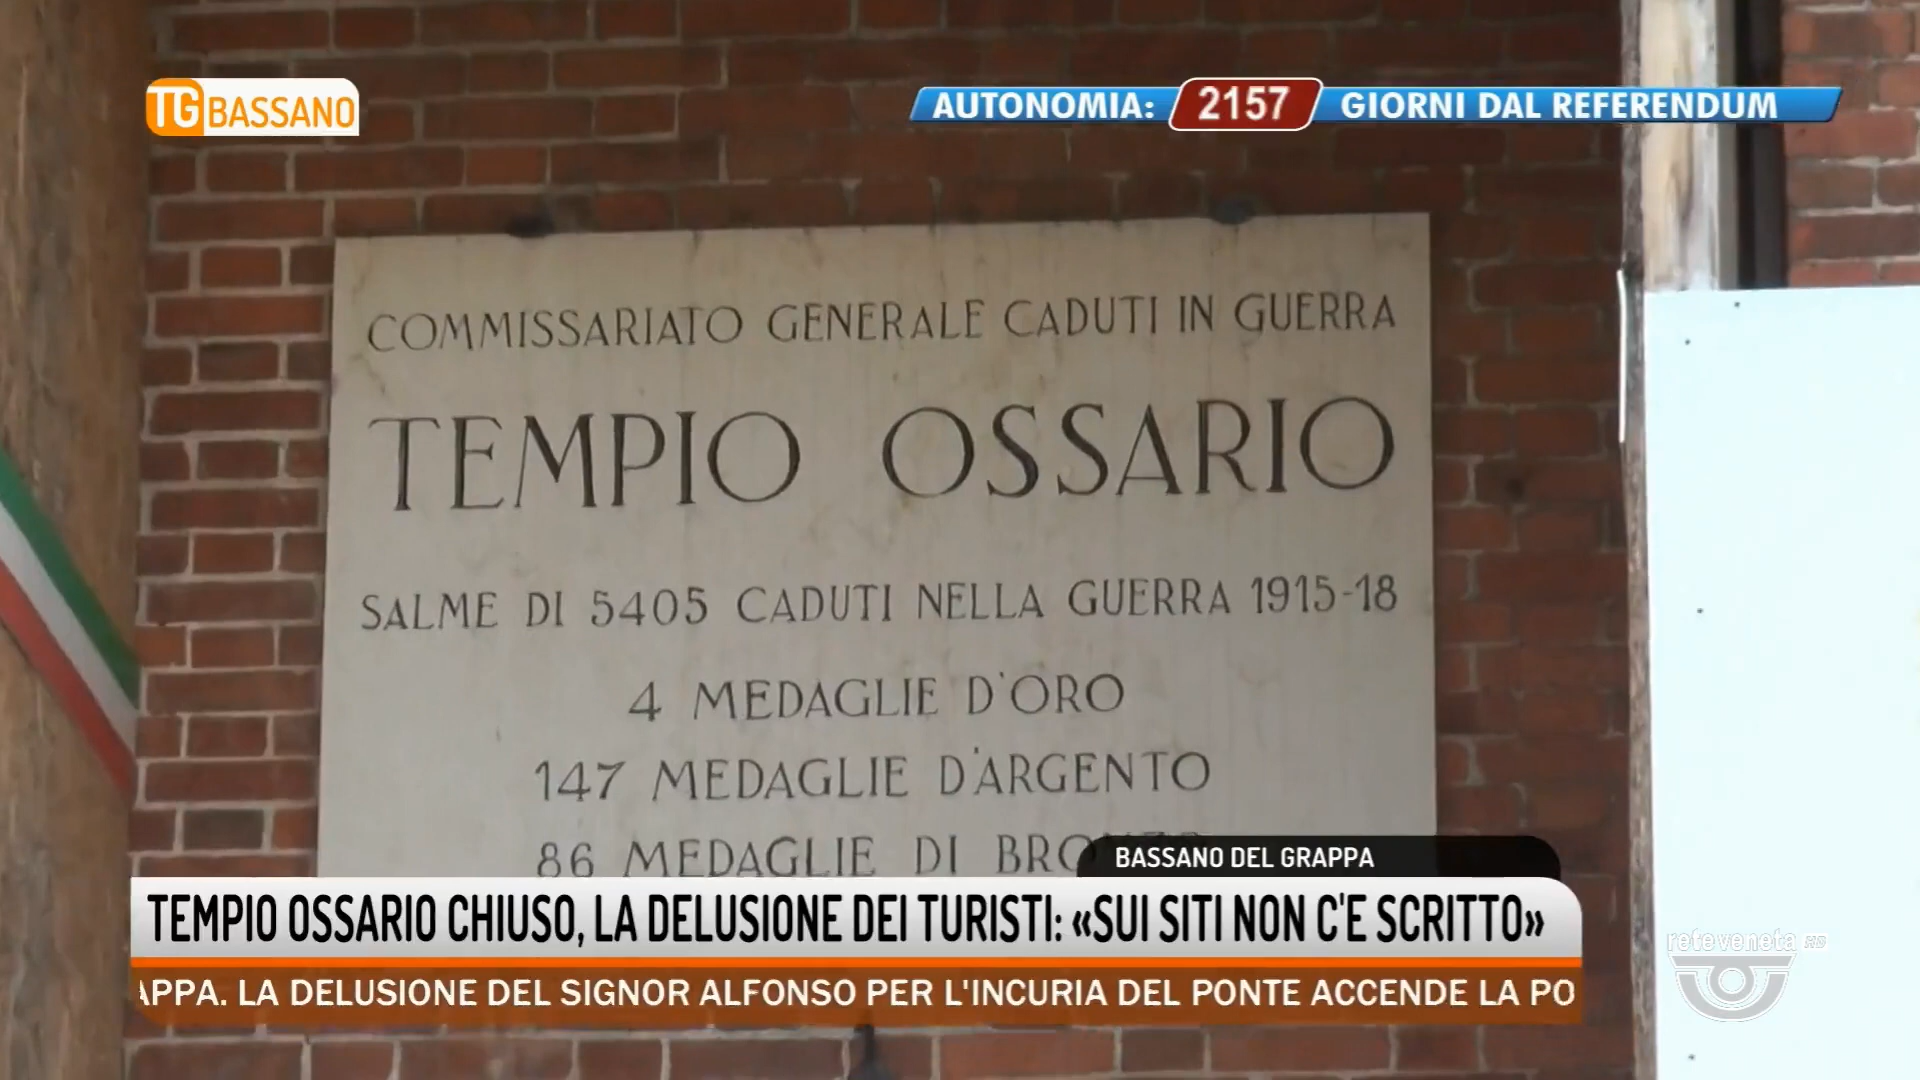 TG BASSANO
AUTONOMIA: 2157 GIORNI DAL REFERENDUM
COMMISSARIATO GENERALE CADUTI IN GUERRA
TEMPIO OSSARIO
SALME DI 5405 CADUTI NELLA GUERRA 1915-18
4 MEDAGLIE D'ORO
147 MEDAGLIE D'ARGENTO
86 MEDAGLIE DI
BASSANO DEL GRAPPA
TEMPIO OSSARIO CHIUSO, LA DELUSIONE DEI TURISTI: «SUI SITI NON C'E SCRITTO»
APPA. LA DELUSIONE DEL SIGNOR ALFONSO PER L'INCURIA DEL PONTE ACCENDE LA PO
reteveneta HD